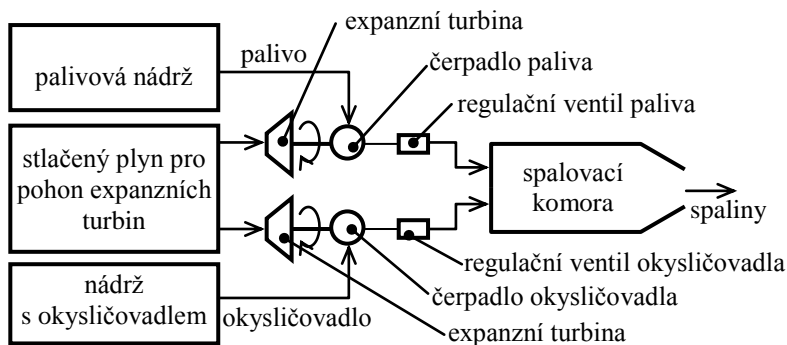 expanzní turbina
palivo
palivová nádrž
čerpadlo paliva
regulační ventil paliva
stlačený plyn pro
pohon expanzních
turbin
spalovací
komora
spaliny
regulační ventil okysličovadla
nádrž
s okysličovadlem
okysličovadlo
čerpadlo okysličovadla
expanzní turbina